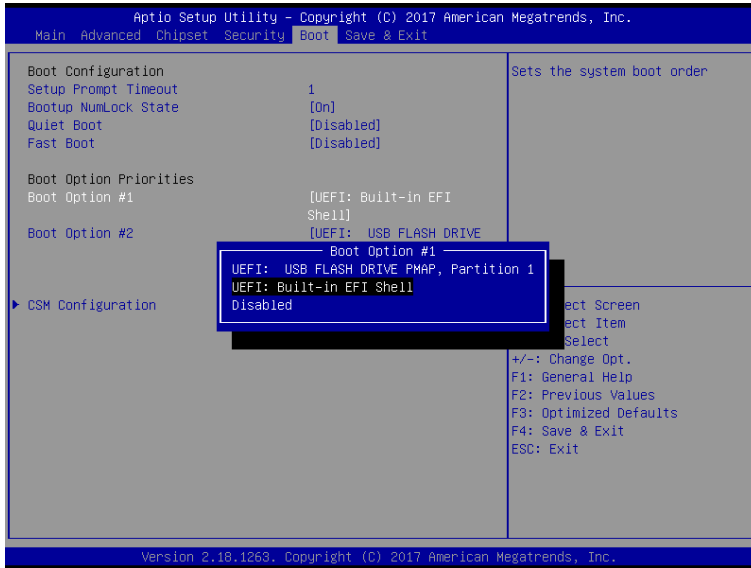 Aptio Setup Utility – Copyright (C) 2017 American Megatrends, Inc.
Main Advanced Chipset Security Boot Save & Exit
Boot Configuration
Setup Prompt Timeout 1
Bootup NumLock State [On]
Quiet Boot [Disabled]
Fast Boot [Disabled]
Boot Option Priorities
Boot Option #1 [UEFI: Built-in EFI
Shell]
Boot Option #2 [UEFI: USB FLASH DRIVE
Boot Option #1
UEFI: USB FLASH DRIVE PMAP, Partition 1
UEFI: Built-in EFI Shell
Disabled
CSM Configuration
Sets the system boot order
ect Screen
ect Item
Select
+/-: Change Opt.
F1: General Help
F2: Previous Values
F3: Optimized Defaults
F4: Save & Exit
ESC: Exit
Version 2.18.1263. Copyright (C) 2017 American Megatrends, Inc.